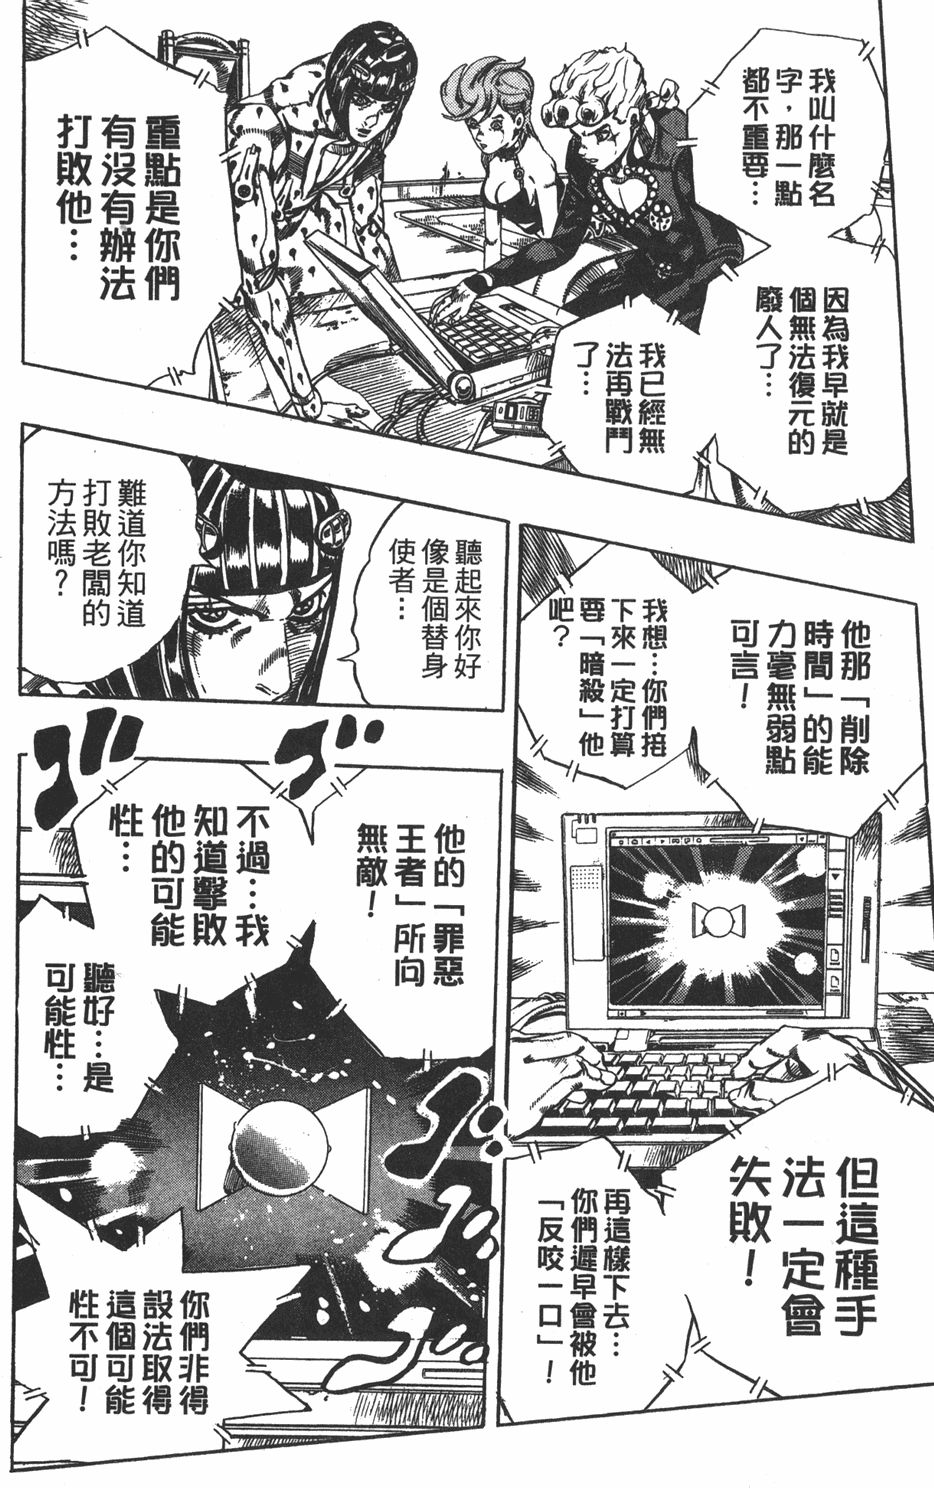 我叫什麼名
字，那一點
都不重要…
因為我早就是
個無法復元的
廢人了…
我已經無
法再戰鬥
了…
重點是你們
有沒有辦法
打敗他…
聽起來你好
像是個替身
使者…
難道你知道
打敗老闆的
方法嗎？
他那「削除
時間」的能
力毫無弱點
可言！
我想…你們接
下來一定打算
要「暗殺」他
吧？
但這種手
法一定會
失敗！
再這樣下去…
你們遲早會被他
「反咬一口」！
他的「罪惡
王者」所向
無敵！
不過…我
知道擊敗
他的可能
性…
聽好…是
可能性…
你們非得
設法取得
這個可能
性不可！
ゴゴゴゴゴ